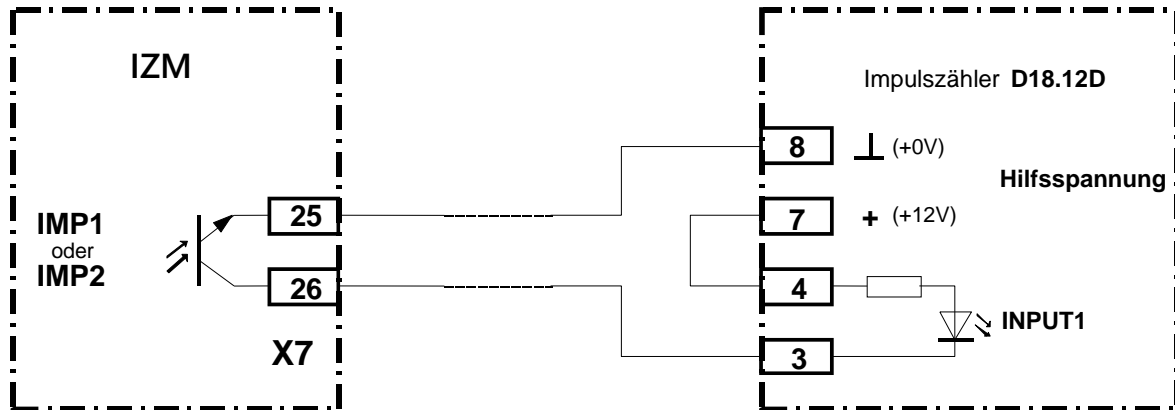 IZM
IMP1
oder
IMP2
25
26
X7
Impulszähler D18.12D
8
(+0V)
Hilfsspannung
7
+ (+12V)
4
INPUT1
3